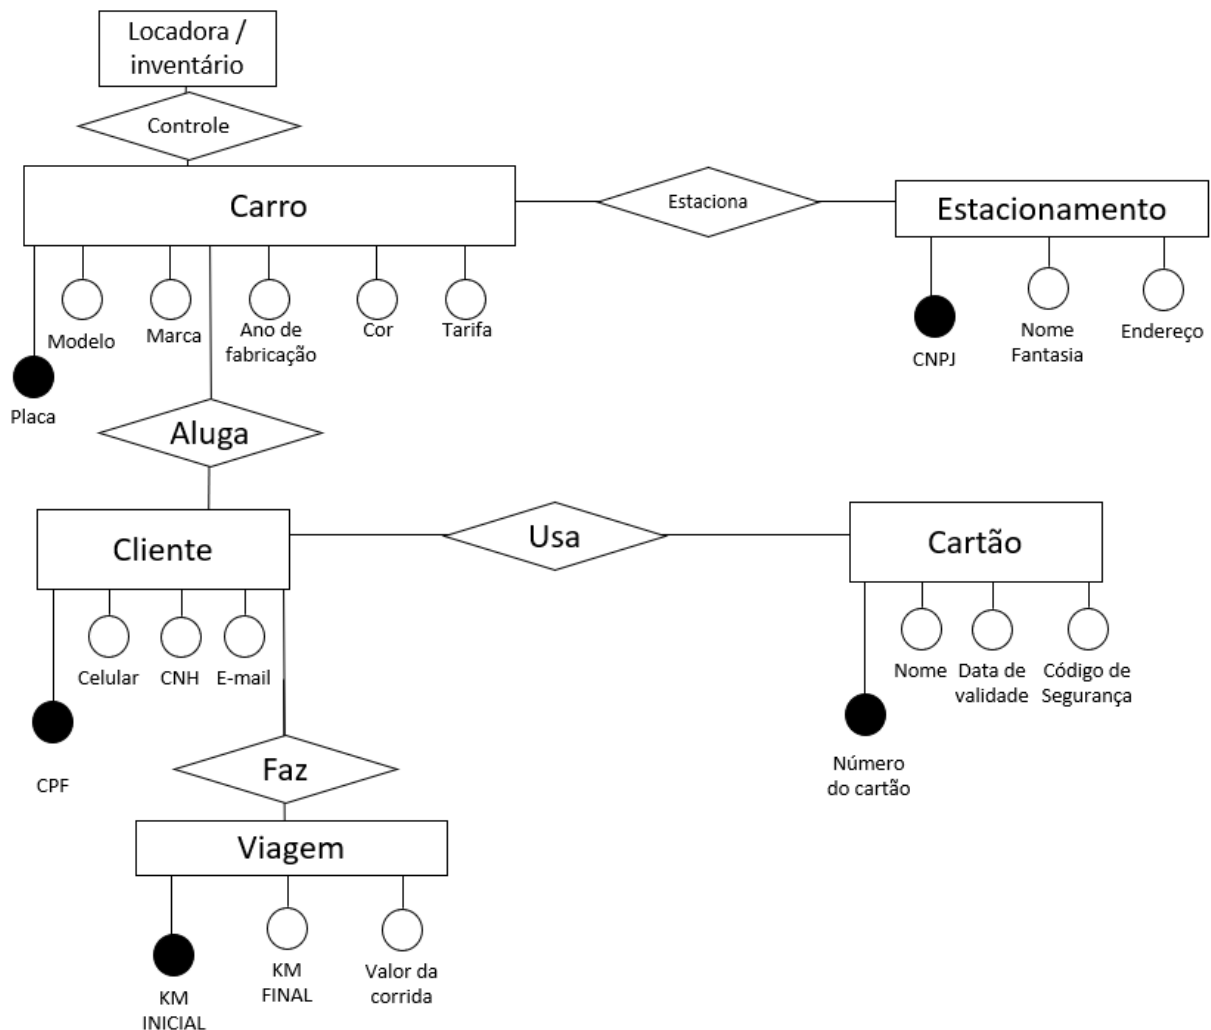 Locadora /
inventário
Controle
Carro
Estaciona
Estacionamento
Modelo
Marca
Ano de
fabricação
Cor
Tarifa
Placa
CNPJ
Nome
Fantasia
Endereço
Aluga
Cliente
Usa
Cartão
Celular
CNH
E-mail
CPF
Nome
Data de
validade
Código de
Segurança
Número
do cartão
Faz
Viagem
KM
INICIAL
KM
FINAL
Valor da
corrida